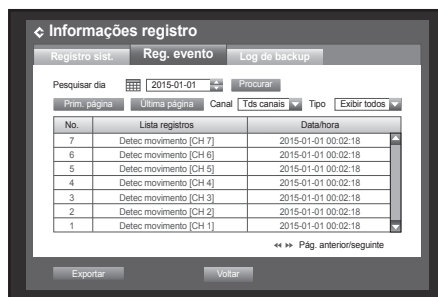 Informações registro
Registro sist. Reg. evento Log de backup
Pesquisar dia 2015-01-01 Procurar
Prim. página Última página Canal Tds canais Tipo Exibir todos
No. Lista registros Data/hora
7 Detec movimento [CH 7] 2015-01-01 00:02:18
6 Detec movimento [CH 6] 2015-01-01 00:02:18
5 Detec movimento [CH 5] 2015-01-01 00:02:18
4 Detec movimento [CH 4] 2015-01-01 00:02:18
3 Detec movimento [CH 3] 2015-01-01 00:02:18
2 Detec movimento [CH 2] 2015-01-01 00:02:18
1 Detec movimento [CH 1] 2015-01-01 00:02:18
Pág. anterior/seguinte
Exportar Voltar